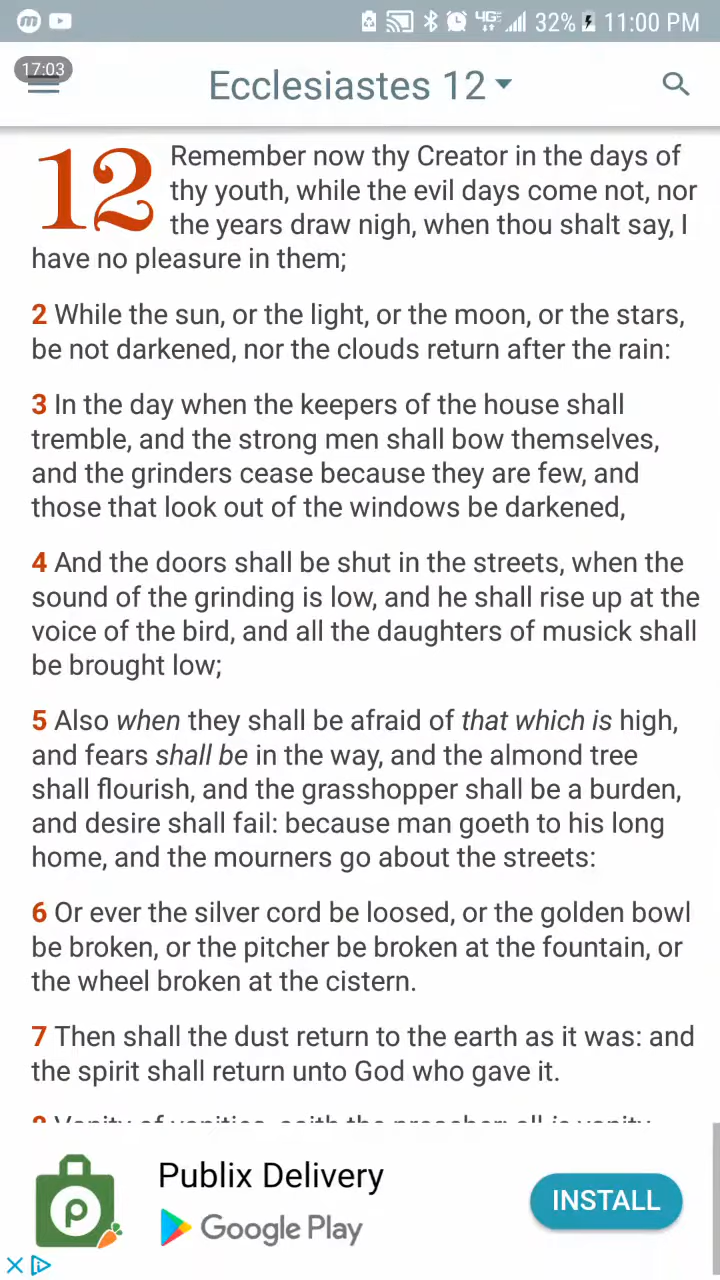 32% 11:00 PM
17:03
Ecclesiastes 12
12 Remember now thy Creator in the days of
thy youth, while the evil days come not, nor
the years draw nigh, when thou shalt say, I
have no pleasure in them;
2 While the sun, or the light, or the moon, or the stars,
be not darkened, nor the clouds return after the rain:
3 In the day when the keepers of the house shall
tremble, and the strong men shall bow themselves,
and the grinders cease because they are few, and
those that look out of the windows be darkened,
4 And the doors shall be shut in the streets, when the
sound of the grinding is low, and he shall rise up at the
voice of the bird, and all the daughters of musick shall
be brought low;
5 Also when they shall be afraid of that which is high,
and fears shall be in the way, and the almond tree
shall flourish, and the grasshopper shall be a burden,
and desire shall fail: because man goeth to his long
home, and the mourners go about the streets:
6 Or ever the silver cord be loosed, or the golden bowl
be broken, or the pitcher be broken at the fountain, or
the wheel broken at the cistern.
7 Then shall the dust return to the earth as it was: and
the spirit shall return unto God who gave it.
Publix Delivery
Google Play
INSTALL